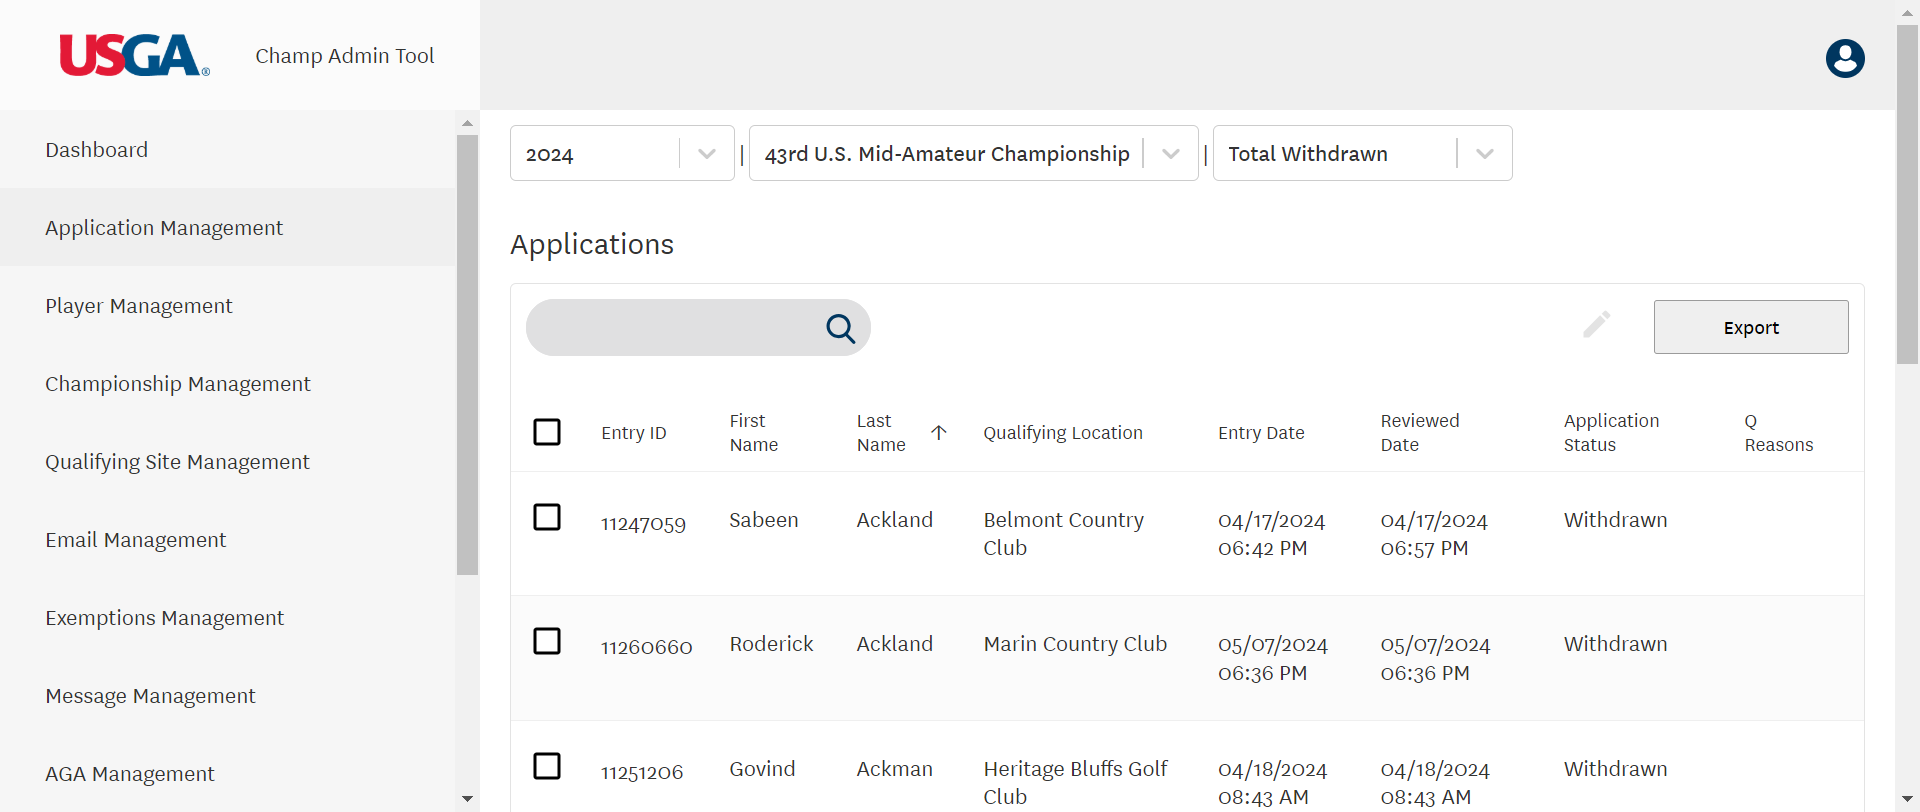 USGA®
Champ Admin Tool
Dashboard
Application Management
Player Management
Championship Management
Qualifying Site Management
Email Management
Exemptions Management
Message Management
AGA Management
2024 | 43rd U.S. Mid-Amateur Championship | Total Withdrawn
Applications
Export
Entry ID
First
Name
Last
Name
Qualifying Location
Entry Date
Reviewed
Date
Application
Status
Q
Reasons
11247059
Sabeen
Ackland
Belmont Country
Club
04/17/2024
06:42 PM
04/17/2024
06:57 PM
Withdrawn
11260660
Roderick
Ackland
Marin Country Club
05/07/2024
06:36 PM
05/07/2024
06:36 PM
Withdrawn
11251206
Govind
Ackman
Heritage Bluffs Golf
Club
04/18/2024
08:43 AM
04/18/2024
08:43 AM
Withdrawn